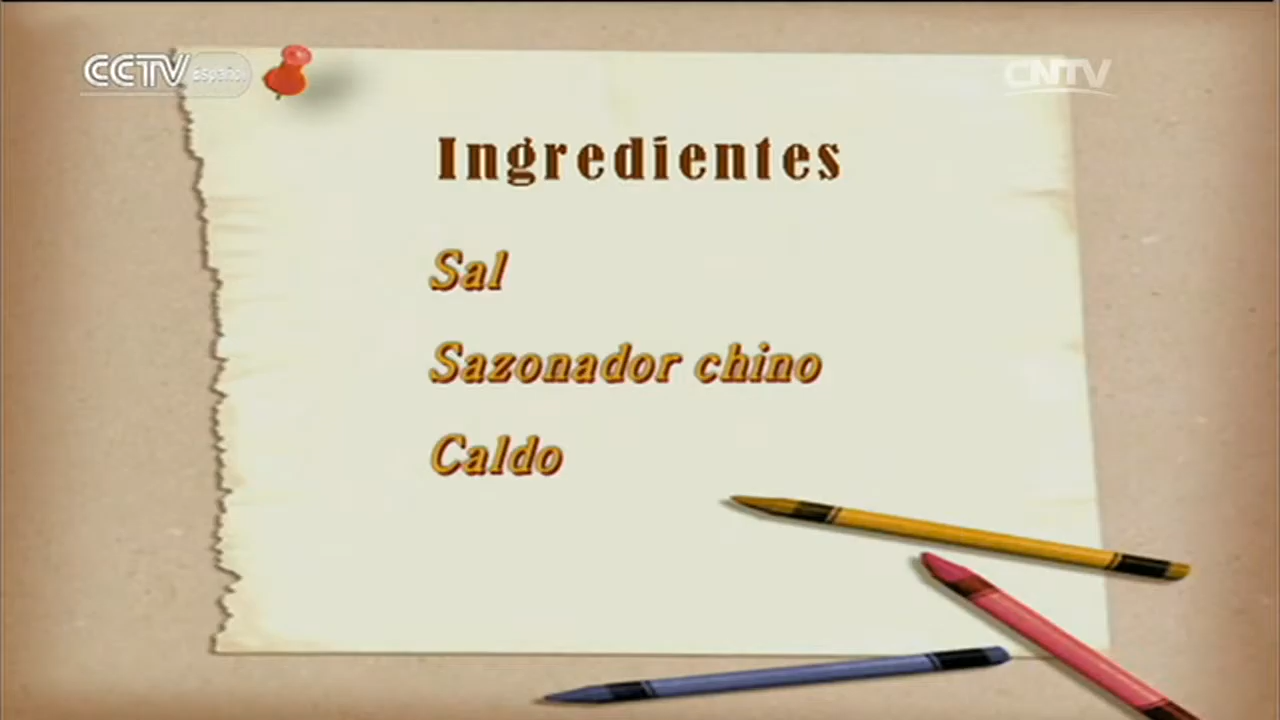 CCTV Español
CNTV
Ingredientes
Sal
Sazonador chino
Caldo